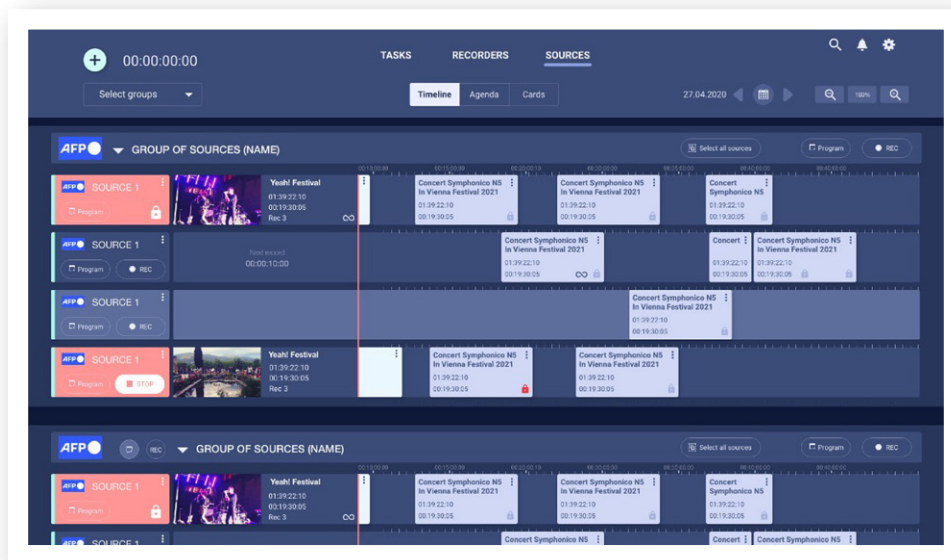 00:00:00:00
TASKS RECORDERS SOURCES
Select groups
Timeline Agenda Cards
27.04.2020
100%
AFP GROUP OF SOURCES (NAME)
Select all sources Program REC
AFP SOURCE 1
Program
Yeah! Festival
01:39:22:10
00:19:30:05
Rec 3
Concert Symphonico N5
In Vienna Festival 2021
01:39:22:10
00:19:30:05
Concert Symphonico N5
In Vienna Festival 2021
01:39:22:10
00:19:30:05
Concert
Symphonico N5
01:39:22:10
00:19:30:05
AFP SOURCE 1
Program REC
Next record
00:00:10:00
Concert Symphonico N5
In Vienna Festival 2021
01:39:22:10
00:19:30:05
Concert
01:39:22:10
00:19:30:05
Concert Symphonico N5
In Vienna Festival 2021
01:39:22:10
00:19:30:05
AFP SOURCE 1
Program REC
Concert Symphonico N5
In Vienna Festival 2021
01:39:22:10
00:19:30:05
AFP SOURCE 1
Program STOP
Yeah! Festival
01:39:22:10
00:19:30:05
Rec 3
Concert Symphonico N5
In Vienna Festival 2021
01:39:22:10
00:19:30:05
Concert Symphonico N5
In Vienna Festival 2021
01:39:22:10
00:19:30:05
AFP REC GROUP OF SOURCES (NAME)
Select all sources Program REC
AFP SOURCE 1
Program
Yeah! Festival
01:39:22:10
00:19:30:05
Rec 3
Concert Symphonico N5
In Vienna Festival 2021
01:39:22:10
00:19:30:05
Concert Symphonico N5
In Vienna Festival 2021
01:39:22:10
00:19:30:05
Concert
Symphonico N5
01:39:22:10
00:19:30:05
AFP SOURCE 1
Concert Symphonico N5
Concert
Concert Symphonico N5